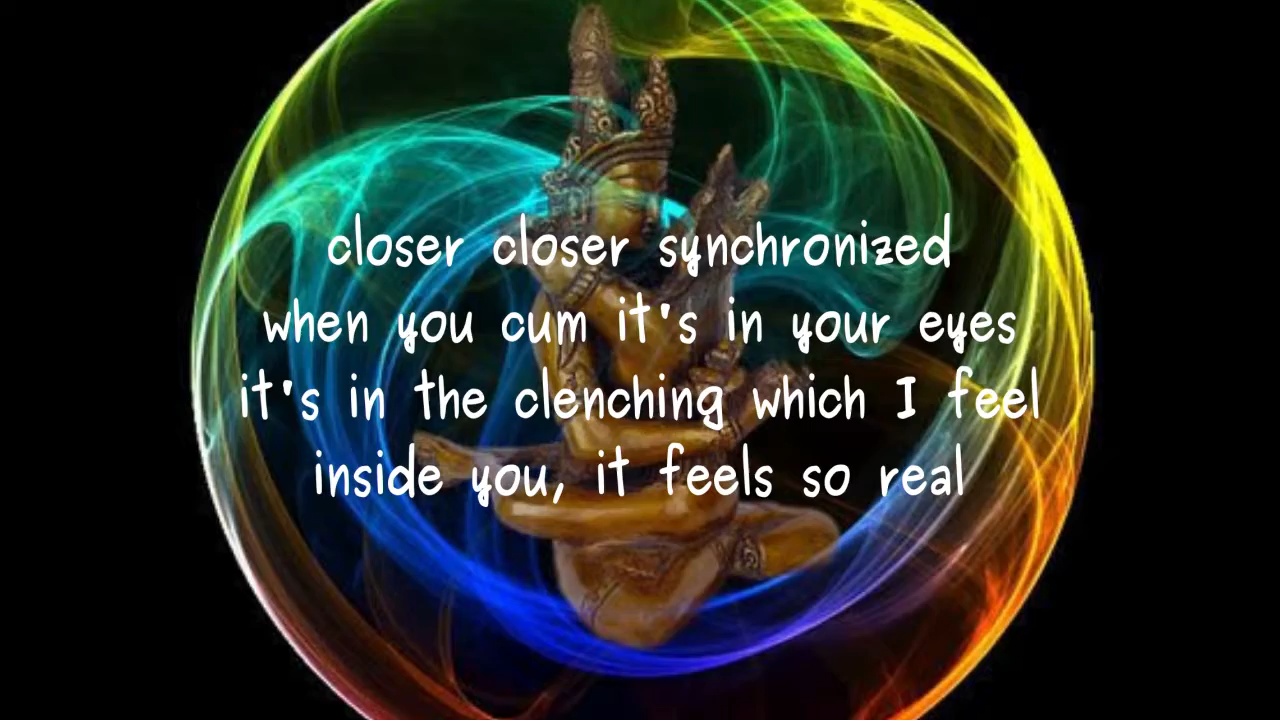 closer closer synchronized
when you cum it's in your eyes
it's in the clenching which I feel
inside you, it feels so real